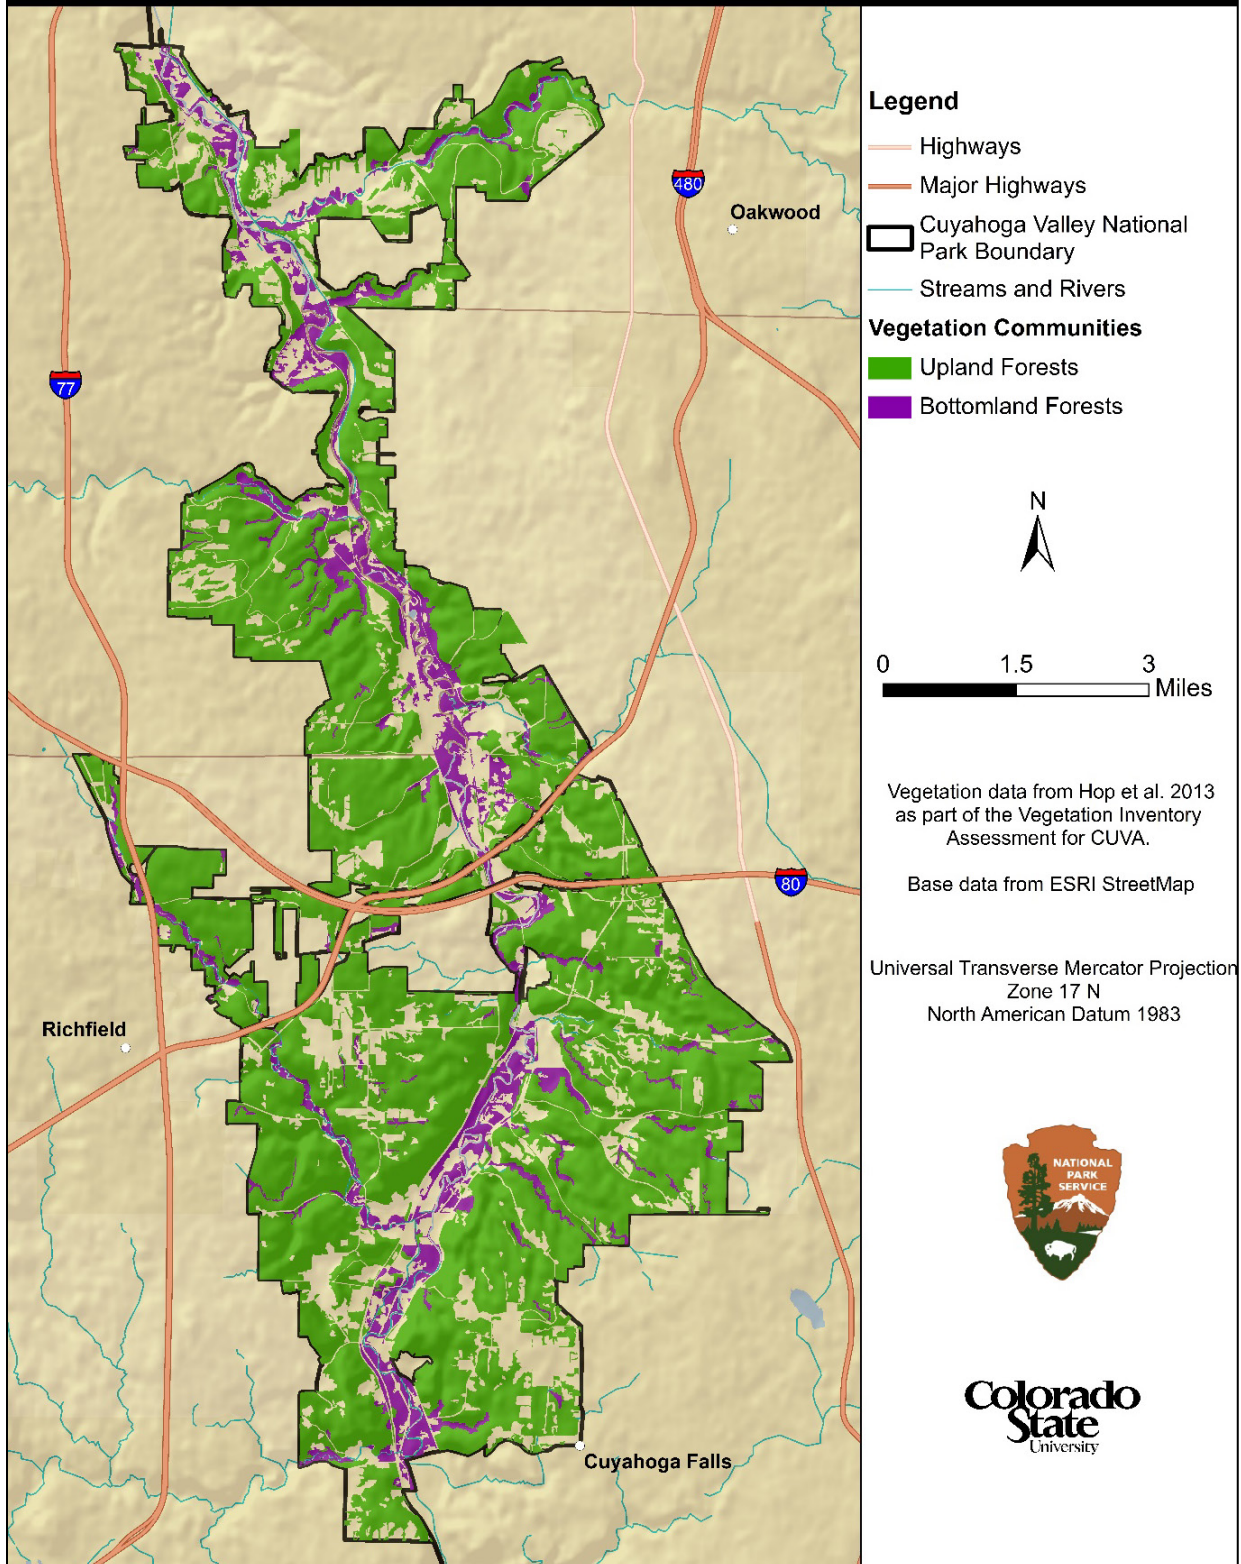 480
Oakwood
77
80
Richfield
Cuyahoga Falls
Legend
Highways
Major Highways
Cuyahoga Valley National
Park Boundary
Streams and Rivers
Vegetation Communities
Upland Forests
Bottomland Forests
N
0 1.5 3
Miles
Vegetation data from Hop et al. 2013
as part of the Vegetation Inventory
Assessment for CUVA.
Base data from ESRI StreetMap
Universal Transverse Mercator Projection
Zone 17 N
North American Datum 1983
NATIONAL
PARK
SERVICE
Colorado
State
University